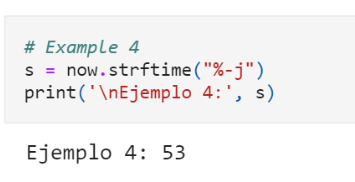 # Example 4
s = now.strftime("%-j")
print('\nEjemplo 4:', s)
Ejemplo 4: 53